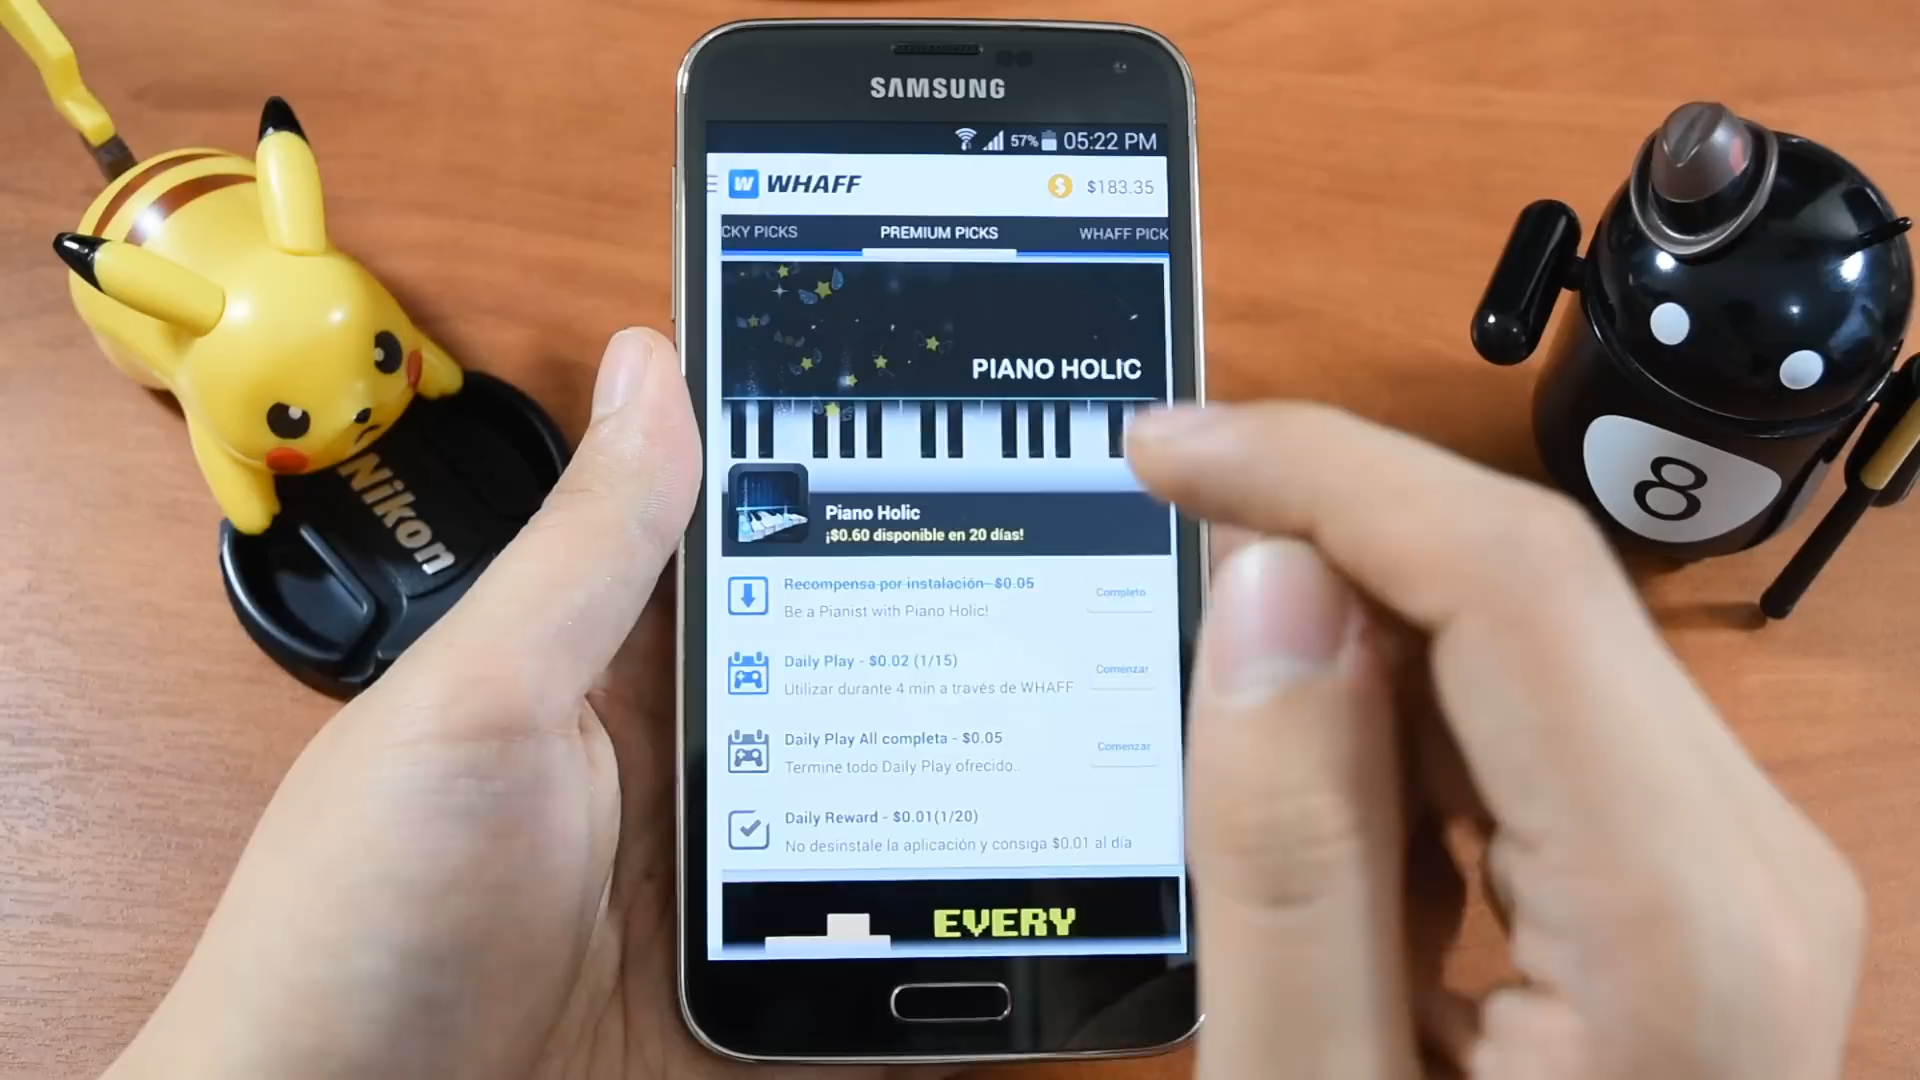 SAMSUNG
57% 05:22 PM
W WHAFF $ $183.35
CKY PICKS PREMIUM PICKS WHAFF PICK
PIANO HOLIC
Piano Holic
¡$0.60 disponible en 20 días!
Recompensa por instalación- $0.05
Be a Pianist with Piano Holic!
Completo
Daily Play - $0.02 (1/15)
Utilizar durante 4 min a través de WHAFF
Comenzar
Daily Play All completa - $0.05
Termine todo Daily Play ofrecido..
Comenzar
Daily Reward - $0.01(1/20)
No desinstale la aplicación y consiga $0.01 al día
EVERY
Nikon
8